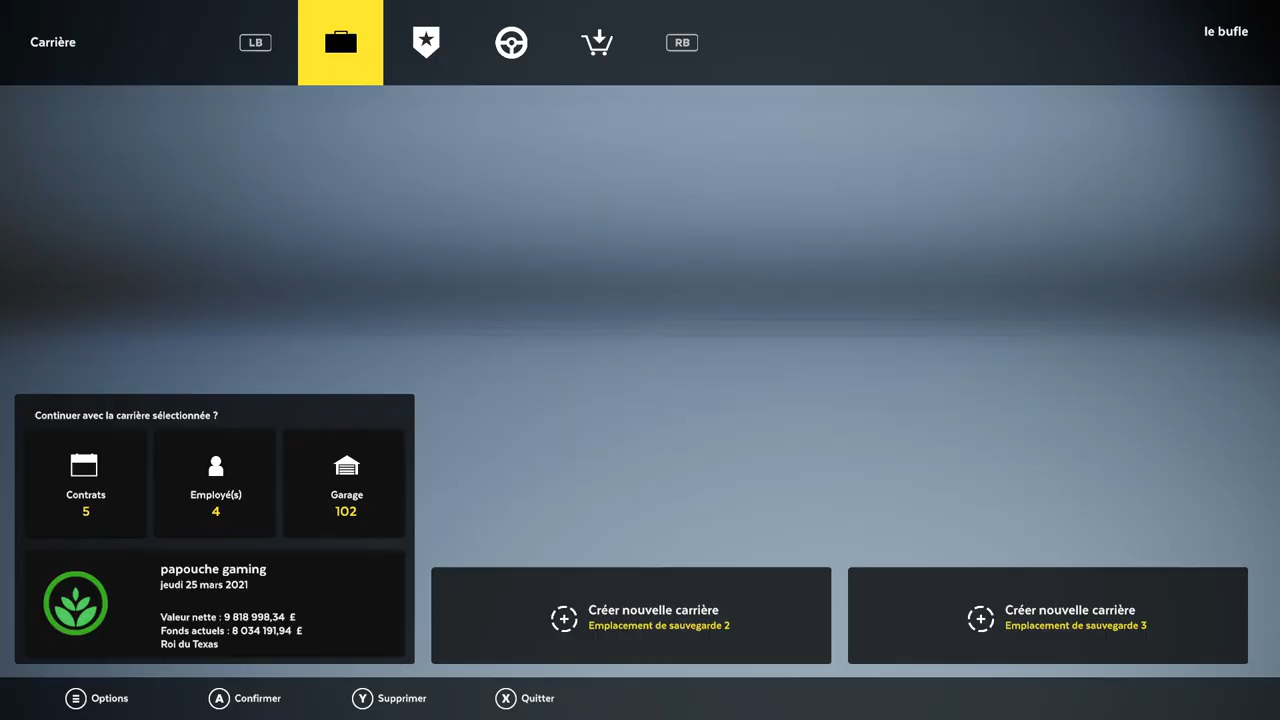 Carrière
LB
RB
le bufle
Continuer avec la carrière sélectionnée ?
Contrats
5
Employé(s)
4
Garage
102
papouche gaming
jeudi 25 mars 2021
Valeur nette : 9 818 998,34 £
Fonds actuels : 8 034 191,94 £
Roi du Texas
Créer nouvelle carrière
Emplacement de sauvegarde 2
Créer nouvelle carrière
Emplacement de sauvegarde 3
Options
A Confirmer
Y Supprimer
X Quitter